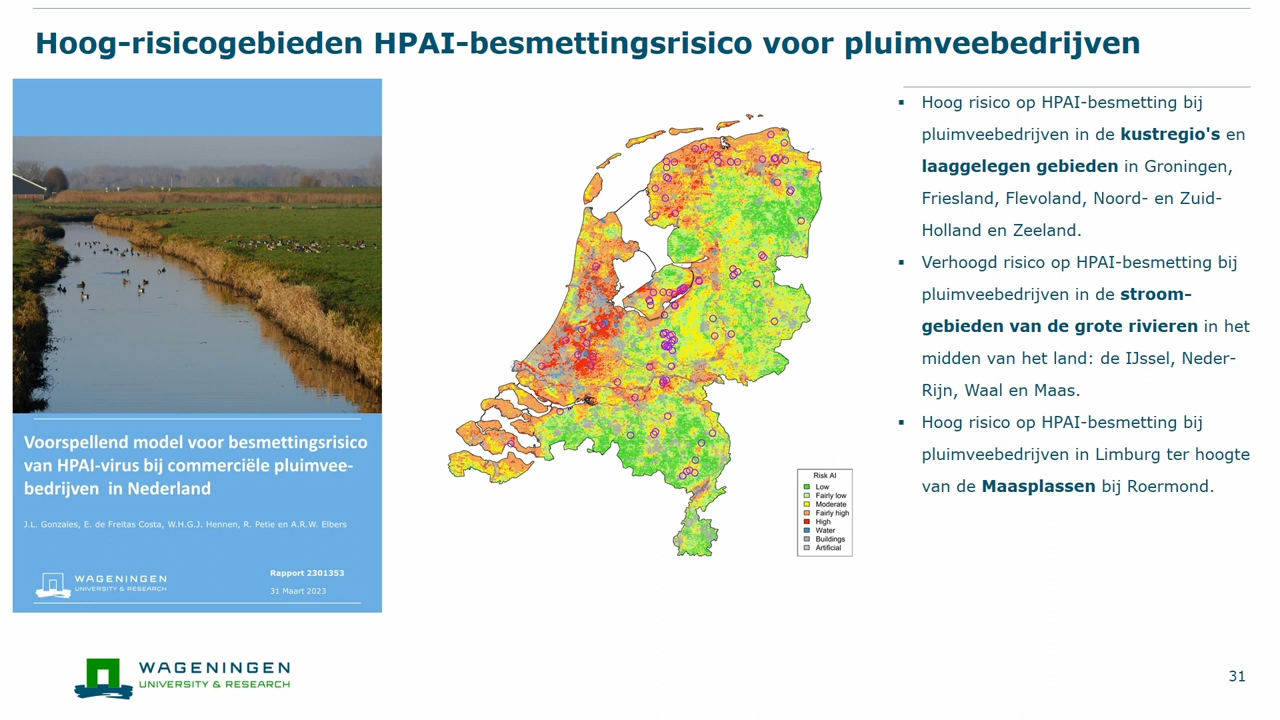 Hoog-risicogebieden HPAI-besmettingsrisico voor pluimveebedrijven
Voorspellend model voor besmettingsrisico
van HPAI-virus bij commerciële pluimvee-
bedrijven in Nederland
J.L. Gonzales, E. de Freitas Costa, W.H.G.J. Hennen, R. Petie en A.R.W. Elbers
WAGENINGEN
UNIVERSITY & RESEARCH
Rapport 2301353
31 Maart 2023
Risk AI
Low
Fairly low
Moderate
Fairly high
High
Water
Buildings
Artificial
▪ Hoog risico op HPAI-besmetting bij
pluimveebedrijven in de kustregio's en
laaggelegen gebieden in Groningen,
Friesland, Flevoland, Noord- en Zuid-
Holland en Zeeland.
▪ Verhoogd risico op HPAI-besmetting bij
pluimveebedrijven in de stroom-
gebieden van de grote rivieren in het
midden van het land: de IJssel, Neder-
Rijn, Waal en Maas.
▪ Hoog risico op HPAI-besmetting bij
pluimveebedrijven in Limburg ter hoogte
van de Maasplassen bij Roermond.
WAGENINGEN
UNIVERSITY & RESEARCH
31